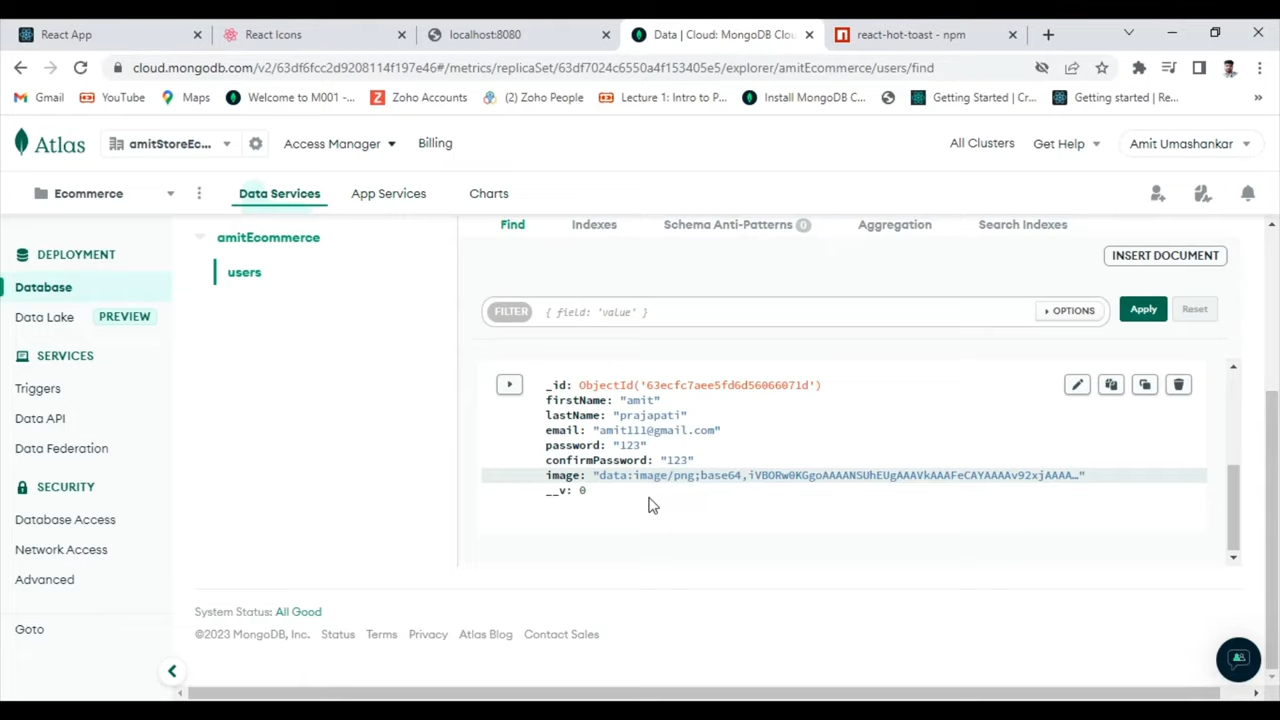 React App
React Icons
localhost:8080
Data | Cloud: MongoDB Clou
react-hot-toast - npm
cloud.mongodb.com/v2/63df6fcc2d9208114f197e46#/metrics/replicaSet/63df7024c6550a4f153405e5/explorer/amitEcommerce/users/find
Gmail
YouTube
Maps
Welcome to M001 -...
Zoho Accounts
(2) Zoho People
Lecture 1: Intro to P...
Install MongoDB C...
Getting Started | Cr...
Getting started | Re...
Atlas
amitStoreEc...
Access Manager
Billing
All Clusters
Get Help
Amit Umashankar
Ecommerce
Data Services
App Services
Charts
DEPLOYMENT
Database
Data Lake
PREVIEW
SERVICES
Triggers
Data API
Data Federation
SECURITY
Database Access
Network Access
Advanced
Goto
amitEcommerce
users
Find
Indexes
Schema Anti-Patterns 0
Aggregation
Search Indexes
INSERT DOCUMENT
FILTER
{ field: 'value' }
OPTIONS
Apply
Reset
_id: ObjectId('63ecfc7aee5fd6d56066071d')
firstName: "amit"
lastName: "prajapati"
email: "amit111@gmail.com"
password: "123"
confirmPassword: "123"
image: "data:image/png;base64,iVBORw0KGgoAAAANSUhEUgAAAVkAAAFeCAYAAAAv92xjAAAA…"
__v: 0
System Status: All Good
©2023 MongoDB, Inc.
Status
Terms
Privacy
Atlas Blog
Contact Sales